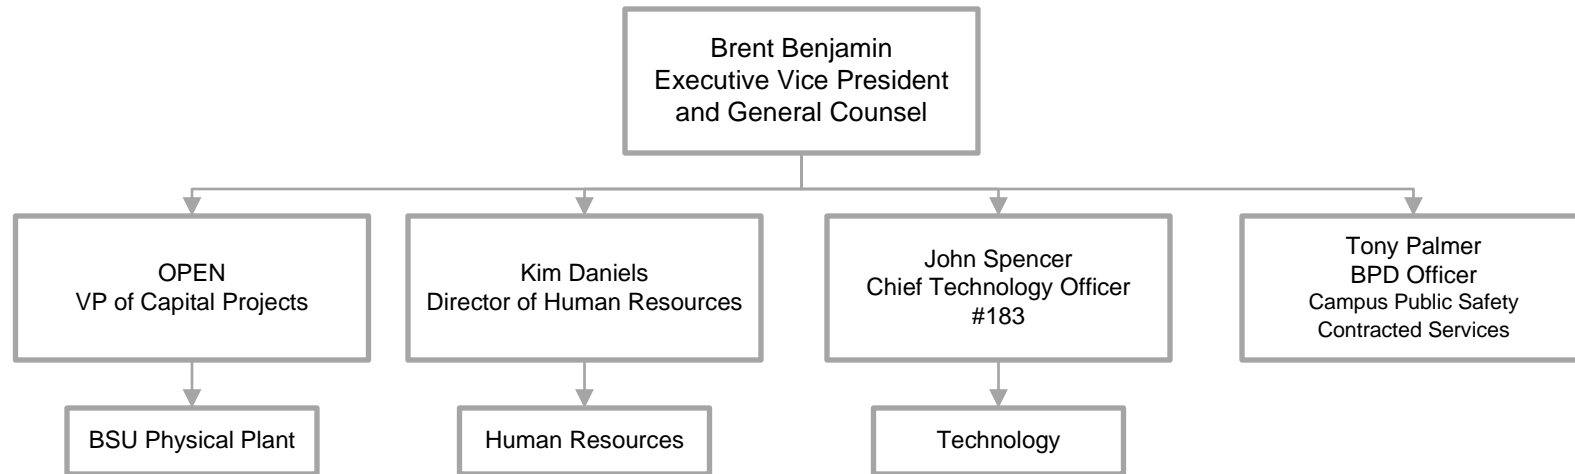 Brent Benjamin
Executive Vice President
and General Counsel
OPEN
VP of Capital Projects
Kim Daniels
Director of Human Resources
John Spencer
Chief Technology Officer
#183
Tony Palmer
BPD Officer
Campus Public Safety
Contracted Services
BSU Physical Plant
Human Resources
Technology